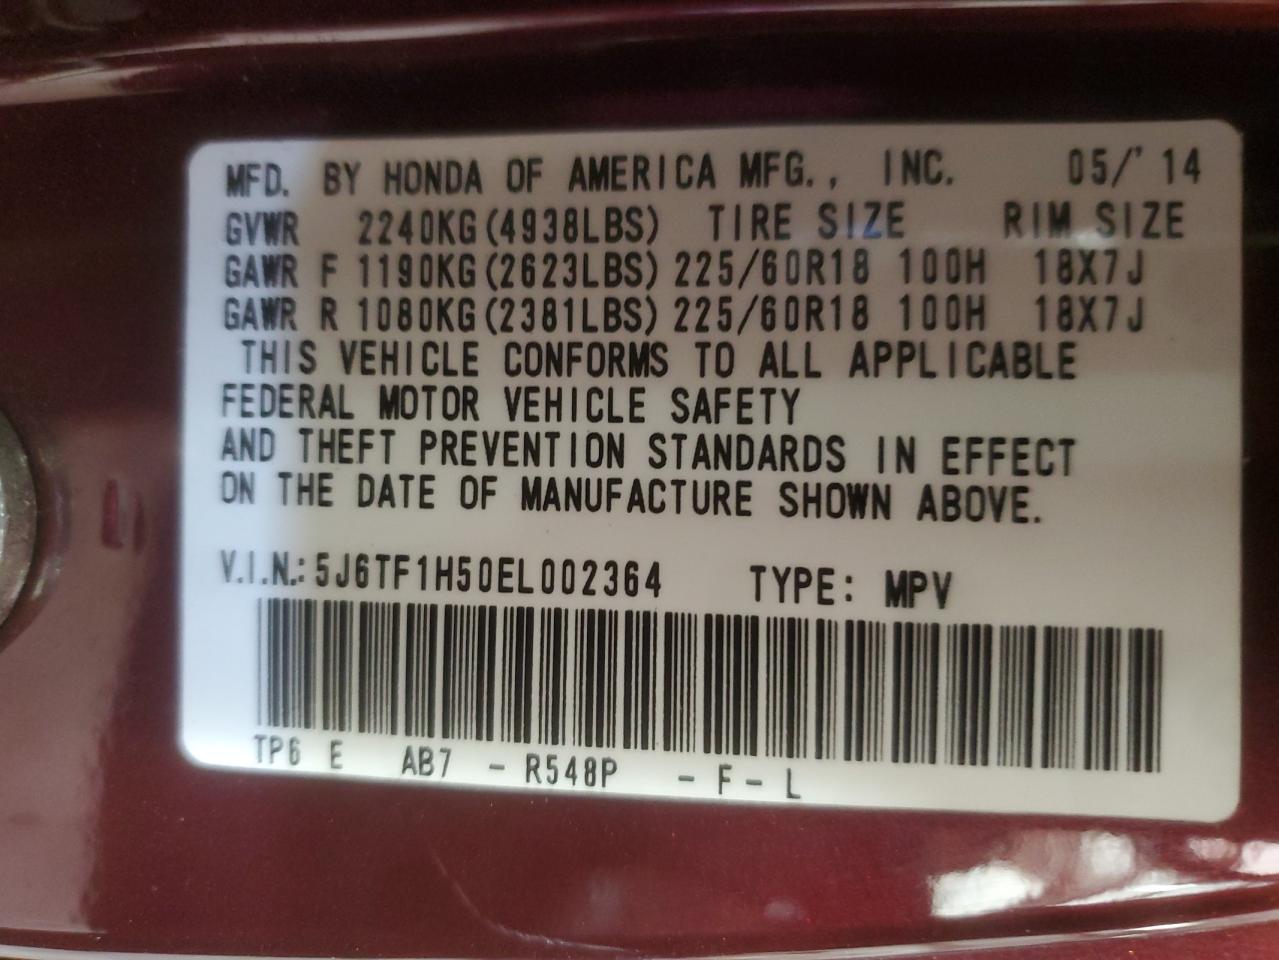 MFD. BY HONDA OF AMERICA MFG., INC. 05/'14
GVWR 2240KG(4938LBS) TIRE SIZE RIM SIZE
GAWR F 1190KG(2623LBS) 225/60R18 100H 18X7J
GAWR R 1080KG(2381LBS) 225/60R18 100H 18X7J
THIS VEHICLE CONFORMS TO ALL APPLICABLE
FEDERAL MOTOR VEHICLE SAFETY
AND THEFT PREVENTION STANDARDS IN EFFECT
ON THE DATE OF MANUFACTURE SHOWN ABOVE.
V.I.N.: 5J6TF1H50EL002364 TYPE: MPV
TP6 E AB7 - R548P - F - L